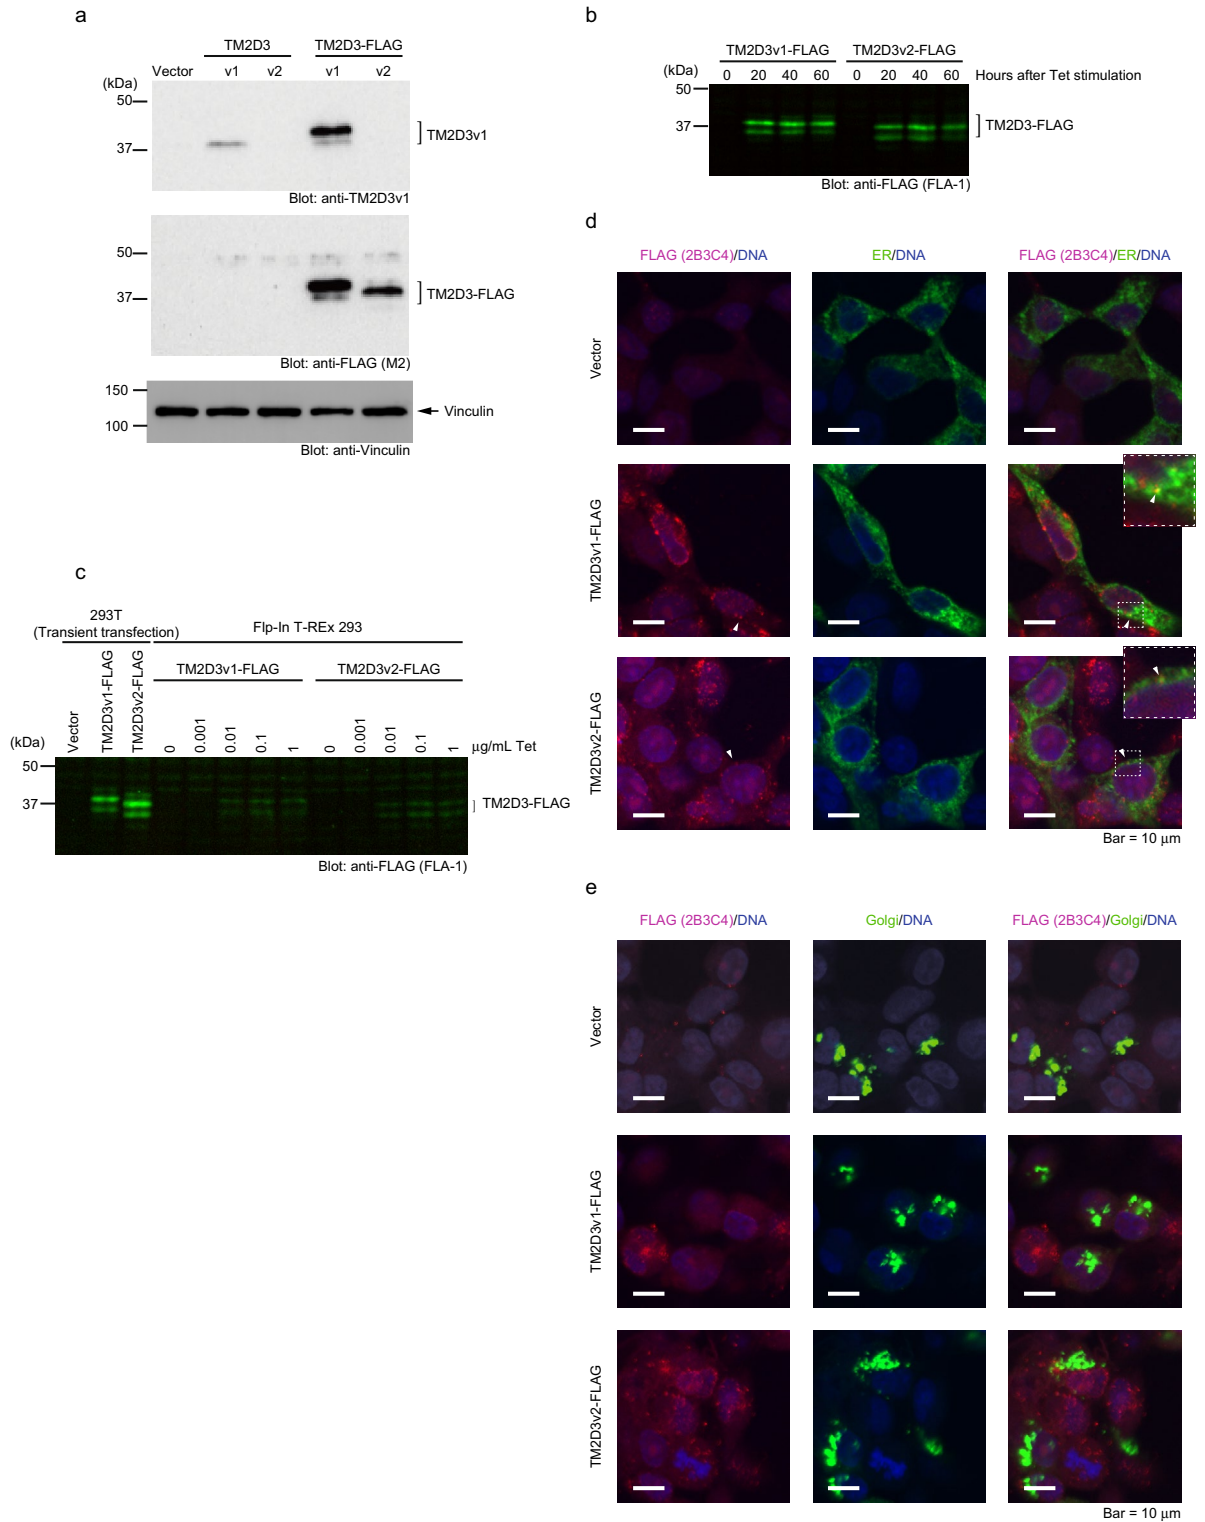 a
TM2D3 TM2D3-FLAG
Vector v1 v2 v1 v2
(kDa)
50
37
TM2D3v1
Blot: anti-TM2D3v1
50
37
TM2D3-FLAG
Blot: anti-FLAG (M2)
150
100
Vinculin
Blot: anti-Vinculin
b
TM2D3v1-FLAG TM2D3v2-FLAG
(kDa) 0 20 40 60 0 20 40 60 Hours after Tet stimulation
50
37
TM2D3-FLAG
Blot: anti-FLAG (FLA-1)
c
293T
(Transient transfection)
Flp-In T-REx 293
TM2D3v1-FLAG TM2D3v2-FLAG
Vector TM2D3v1-FLAG TM2D3v2-FLAG 0 0.001 0.01 0.1 1 0 0.001 0.01 0.1 1 μg/mL Tet
(kDa)
50
37
TM2D3-FLAG
Blot: anti-FLAG (FLA-1)
d
FLAG (2B3C4)/DNA ER/DNA FLAG (2B3C4)/ER/DNA
Vector
TM2D3v1-FLAG
TM2D3v2-FLAG
Bar = 10 μm
e
FLAG (2B3C4)/DNA Golgi/DNA FLAG (2B3C4)/Golgi/DNA
Vector
TM2D3v1-FLAG
TM2D3v2-FLAG
Bar = 10 μm